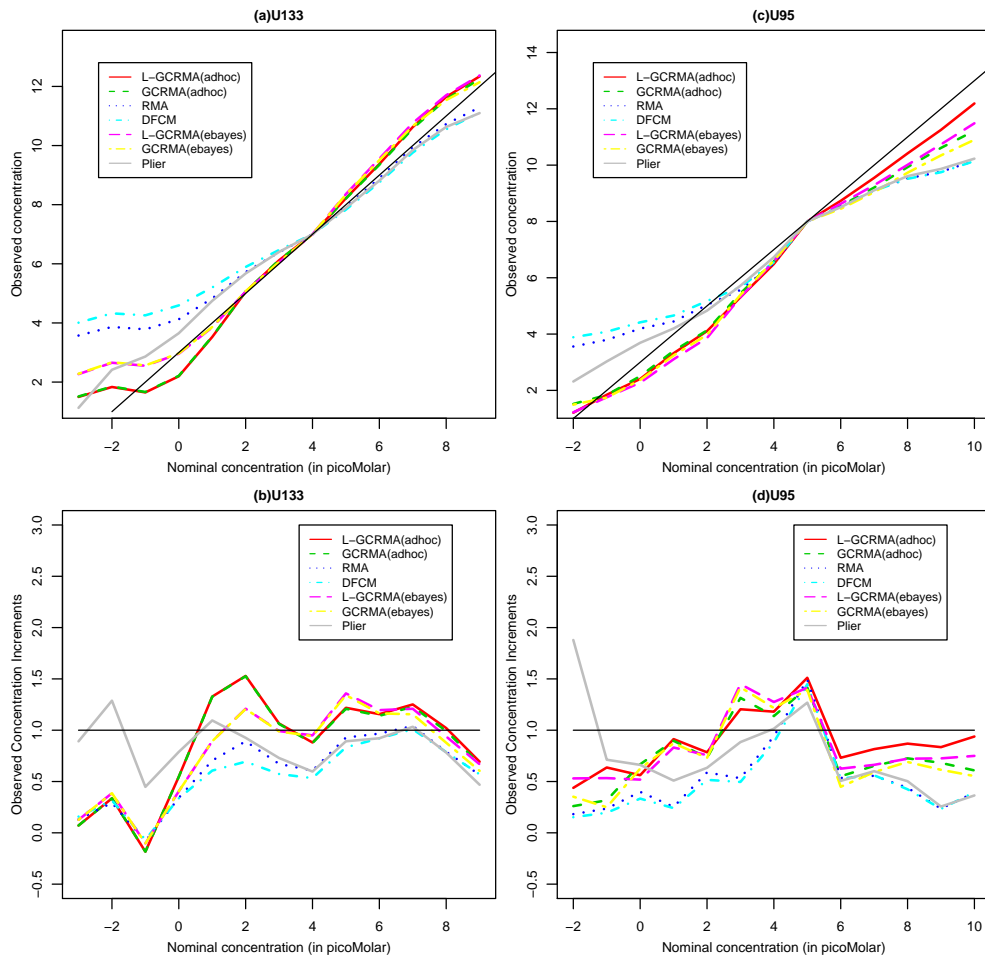 (a)U133
Observed concentration
12
10
8
6
4
2
L−GCRMA(adhoc)
GCRMA(adhoc)
RMA
DFCM
L−GCRMA(ebayes)
GCRMA(ebayes)
Plier
−2 0 2 4 6 8
Nominal concentration (in picoMolar)
(c)U95
Observed concentration
14
12
10
8
6
4
2
L−GCRMA(adhoc)
GCRMA(adhoc)
RMA
DFCM
L−GCRMA(ebayes)
GCRMA(ebayes)
Plier
−2 0 2 4 6 8 10
Nominal concentration (in picoMolar)
(b)U133
Observed Concentration Increments
3.0
2.5
2.0
1.5
1.0
0.5
0.0
−0.5
L−GCRMA(adhoc)
GCRMA(adhoc)
RMA
DFCM
L−GCRMA(ebayes)
GCRMA(ebayes)
Plier
−2 0 2 4 6 8
Nominal concentration (in picoMolar)
(d)U95
Observed Concentration Increments
3.0
2.5
2.0
1.5
1.0
0.5
0.0
−0.5
L−GCRMA(adhoc)
GCRMA(adhoc)
RMA
DFCM
L−GCRMA(ebayes)
GCRMA(ebayes)
Plier
−2 0 2 4 6 8 10
Nominal concentration (in picoMolar)